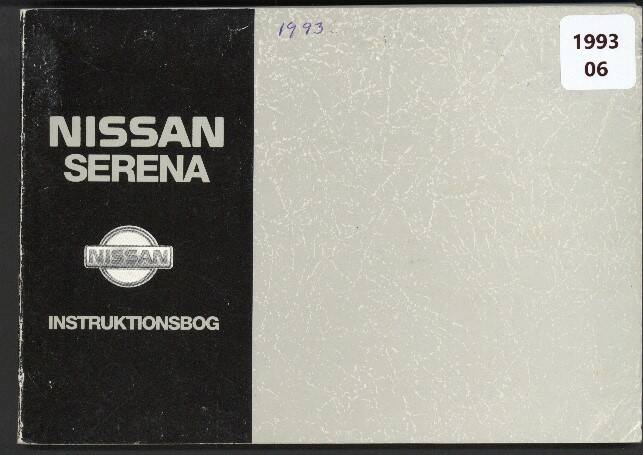 1993
1993
06
NISSAN
SERENA
NISSAN
INSTRUKTIONSBOG